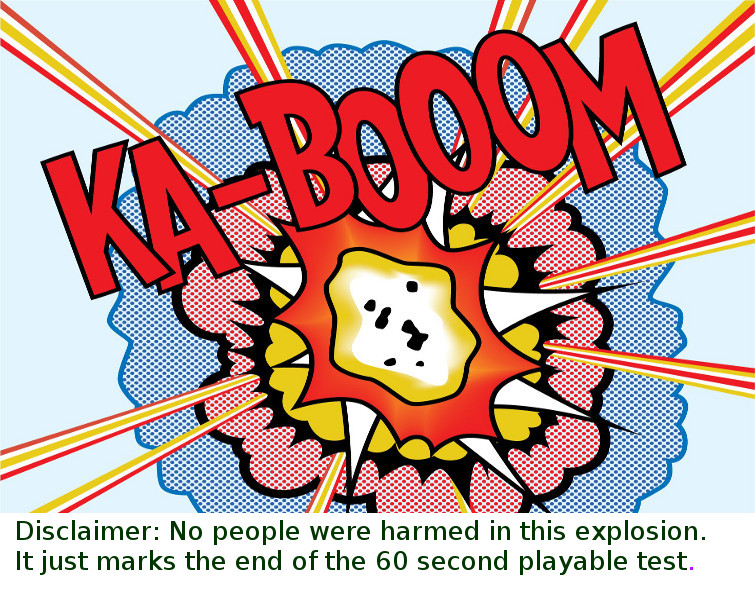 KA-BOOOM
Disclaimer: No people were harmed in this explosion.
It just marks the end of the 60 second playable test.